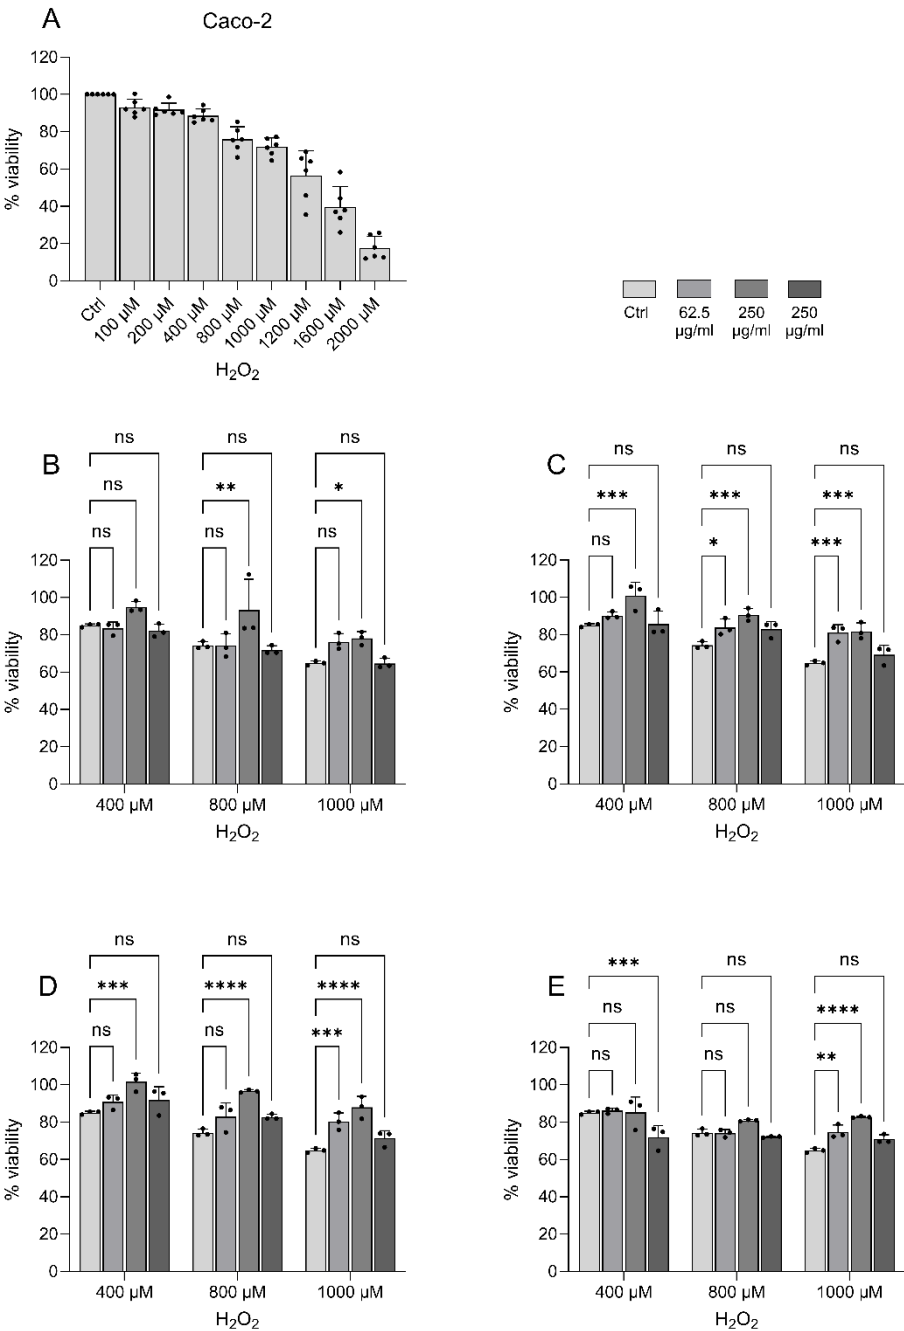 A
Caco-2
120
100
80
60
40
20
0
% viability
Ctrl
100 µM
200 µM
400 µM
800 µM
1000 µM
1200 µM
1600 µM
2000 µM
H₂O₂
Ctrl
62.5 µg/ml
250 µg/ml
250 µg/ml
B
ns
ns
ns
ns
**
ns
ns
*
ns
120
100
80
60
40
20
0
% viability
400 µM
800 µM
1000 µM
H₂O₂
C
ns
***
ns
ns
***
*
ns
***
***
120
100
80
60
40
20
0
% viability
400 µM
800 µM
1000 µM
H₂O₂
D
ns
***
ns
ns
****
ns
ns
****
***
120
100
80
60
40
20
0
% viability
400 µM
800 µM
1000 µM
H₂O₂
E
***
ns
ns
ns
ns
ns
ns
****
**
120
100
80
60
40
20
0
% viability
400 µM
800 µM
1000 µM
H₂O₂